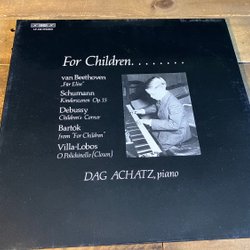 For Children........
van Beethoven
„Für Elise"
Schumann
Kinderszenen Op. 15
Debussy
Children's Corner
Bartók
from "For Children"
Villa-Lobos
O Polichinello (Clown)
DAG ACHATZ, piano